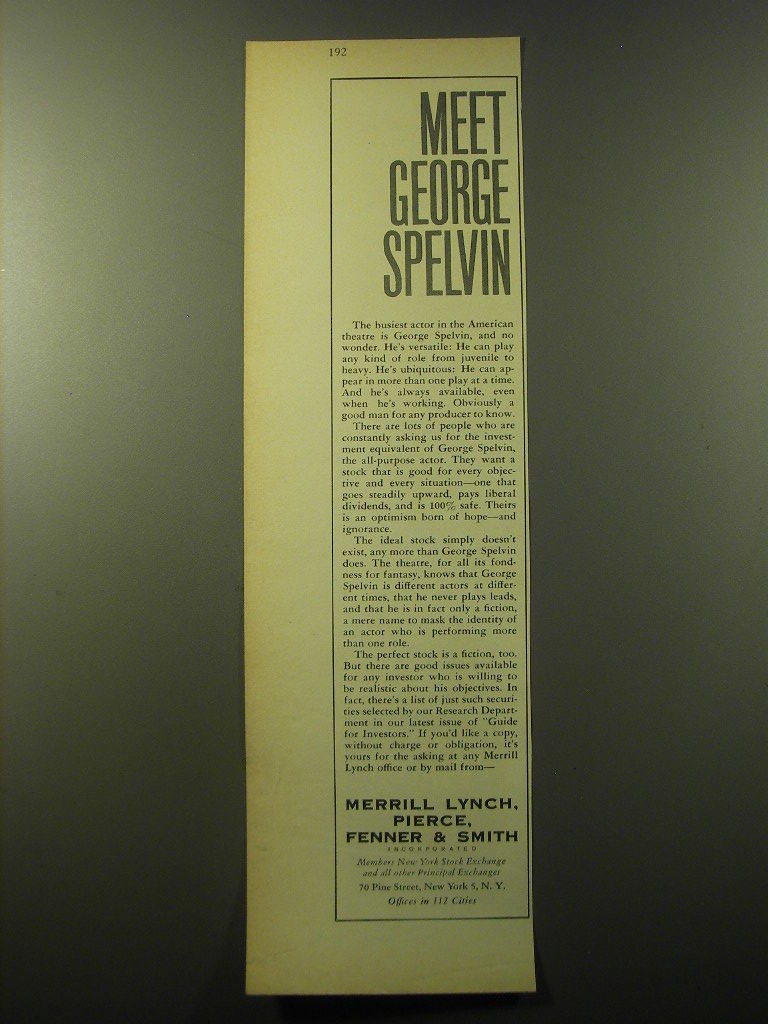 192
MEET
GEORGE
SPELVIN
The busiest actor in the American
theatre is George Spelvin, and no
wonder. He's versatile: He can play
any kind of role from juvenile to
heavy. He's ubiquitous: He can ap-
pear in more than one play at a time.
And he's always available, even
when he's working. Obviously a
good man for any producer to know.
There are lots of people who are
constantly asking us for the invest-
ment equivalent of George Spelvin,
the all-purpose actor. They want a
stock that is good for every objec-
tive and every situation—one that
goes steadily upward, pays liberal
dividends, and is 100% safe. Theirs
is an optimism born of hope—and
ignorance.
The ideal stock simply doesn't
exist, any more than George Spelvin
does. The theatre, for all its fond-
ness for fantasy, knows that George
Spelvin is different actors at differ-
ent times, that he never plays leads,
and that he is in fact only a fiction,
a mere name to mask the identity of
an actor who is performing more
than one role.
The perfect stock is a fiction, too.
But there are good issues available
for any investor who is willing to
be realistic about his objectives. In
fact, there's a list of just such securi-
ties selected by our Research Depart-
ment in our latest issue of "Guide
for Investors." If you'd like a copy,
without charge or obligation, it's
yours for the asking at any Merrill
Lynch office or by mail from—
MERRILL LYNCH,
PIERCE,
FENNER & SMITH
INCORPORATED
Members New York Stock Exchange
and all other Principal Exchanges
70 Pine Street, New York 5, N. Y.
Offices in 112 Cities